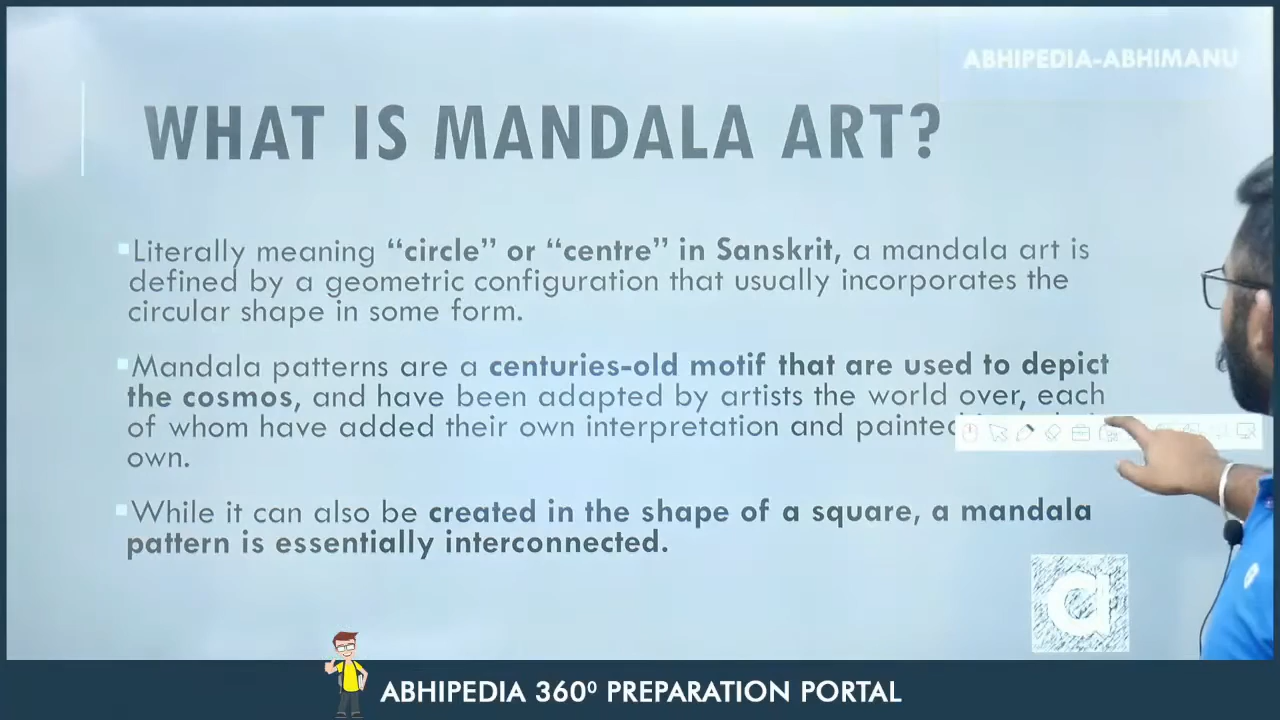 ABHIPEDIA-ABHIMANU
WHAT IS MANDALA ART?
Literally meaning “circle” or “centre” in Sanskrit, a mandala art is
defined by a geometric configuration that usually incorporates the
circular shape in some form.
Mandala patterns are a centuries-old motif that are used to depict
the cosmos, and have been adapted by artists the world over, each
of whom have added their own interpretation and painted
own.
While it can also be created in the shape of a square, a mandala
pattern is essentially interconnected.
a
ABHIPEDIA 360⁰ PREPARATION PORTAL